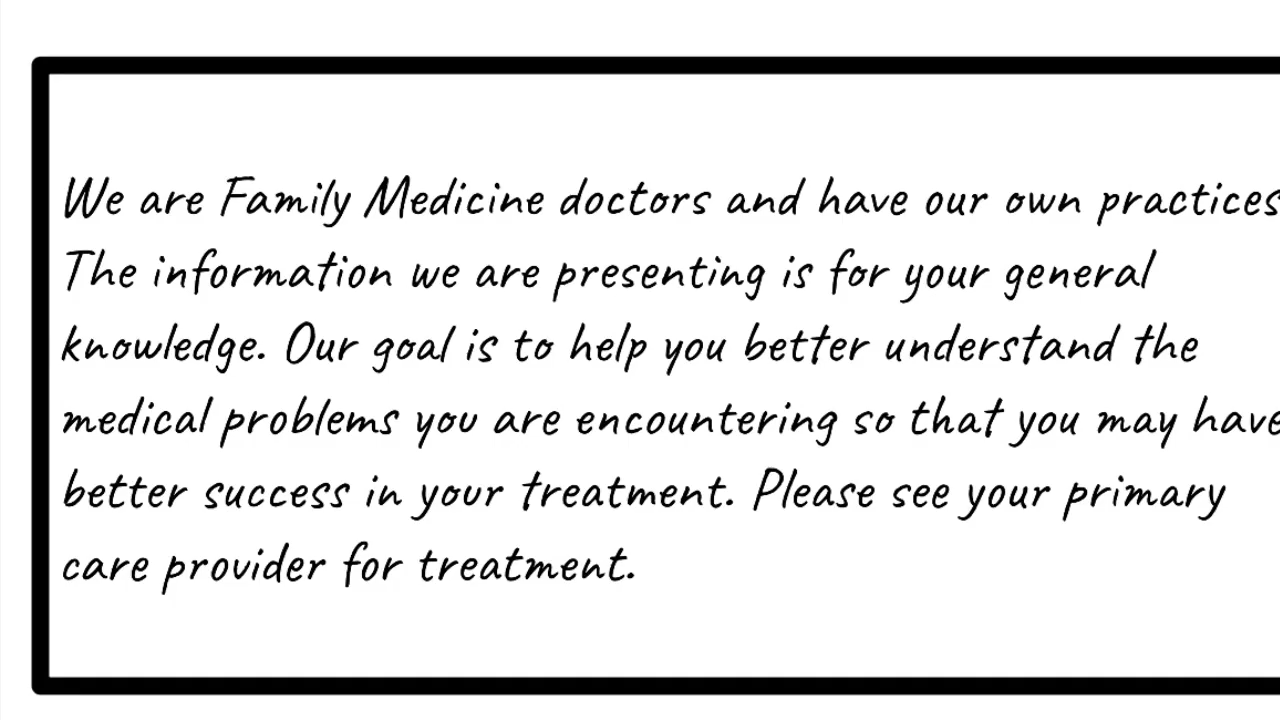 We are Family Medicine doctors and have our own practices
The information we are presenting is for your general
knowledge. Our goal is to help you better understand the
medical problems you are encountering so that you may have
better success in your treatment. Please see your primary
care provider for treatment.